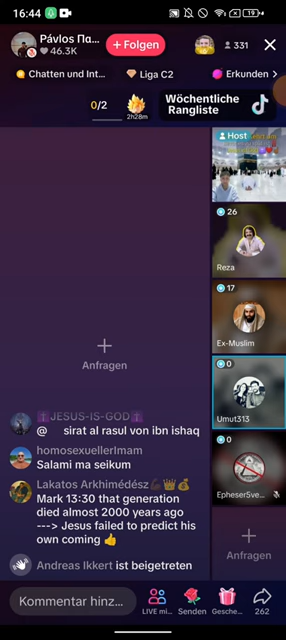 16:44
19
Pávlos Πα...
46.3K
+ Folgen
331
Chatten und Int...
Liga C2
Erkunden
0/2
2h28m
Wöchentliche
Rangliste
Host
26
Reza
17
Ex-Muslim
0
Umut313
0
EpheserSve...
Anfragen
Anfragen
JESUS-IS-GOD
@ sirat al rasul von ibn ishaq
homosexuellerImam
Salami ma seikum
Lakatos Arkhimédész
Mark 13:30 that generation
died almost 2000 years ago
---> Jesus failed to predict his
own coming 👍
Andreas Ikkert ist beigetreten
Kommentar hinz...
LIVE mi...
Senden
Gesche...
262